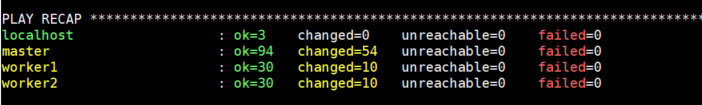 PLAY RECAP *****************************************************************************
localhost : ok=3 changed=0 unreachable=0 failed=0
master : ok=94 changed=54 unreachable=0 failed=0
worker1 : ok=30 changed=10 unreachable=0 failed=0
worker2 : ok=30 changed=10 unreachable=0 failed=0